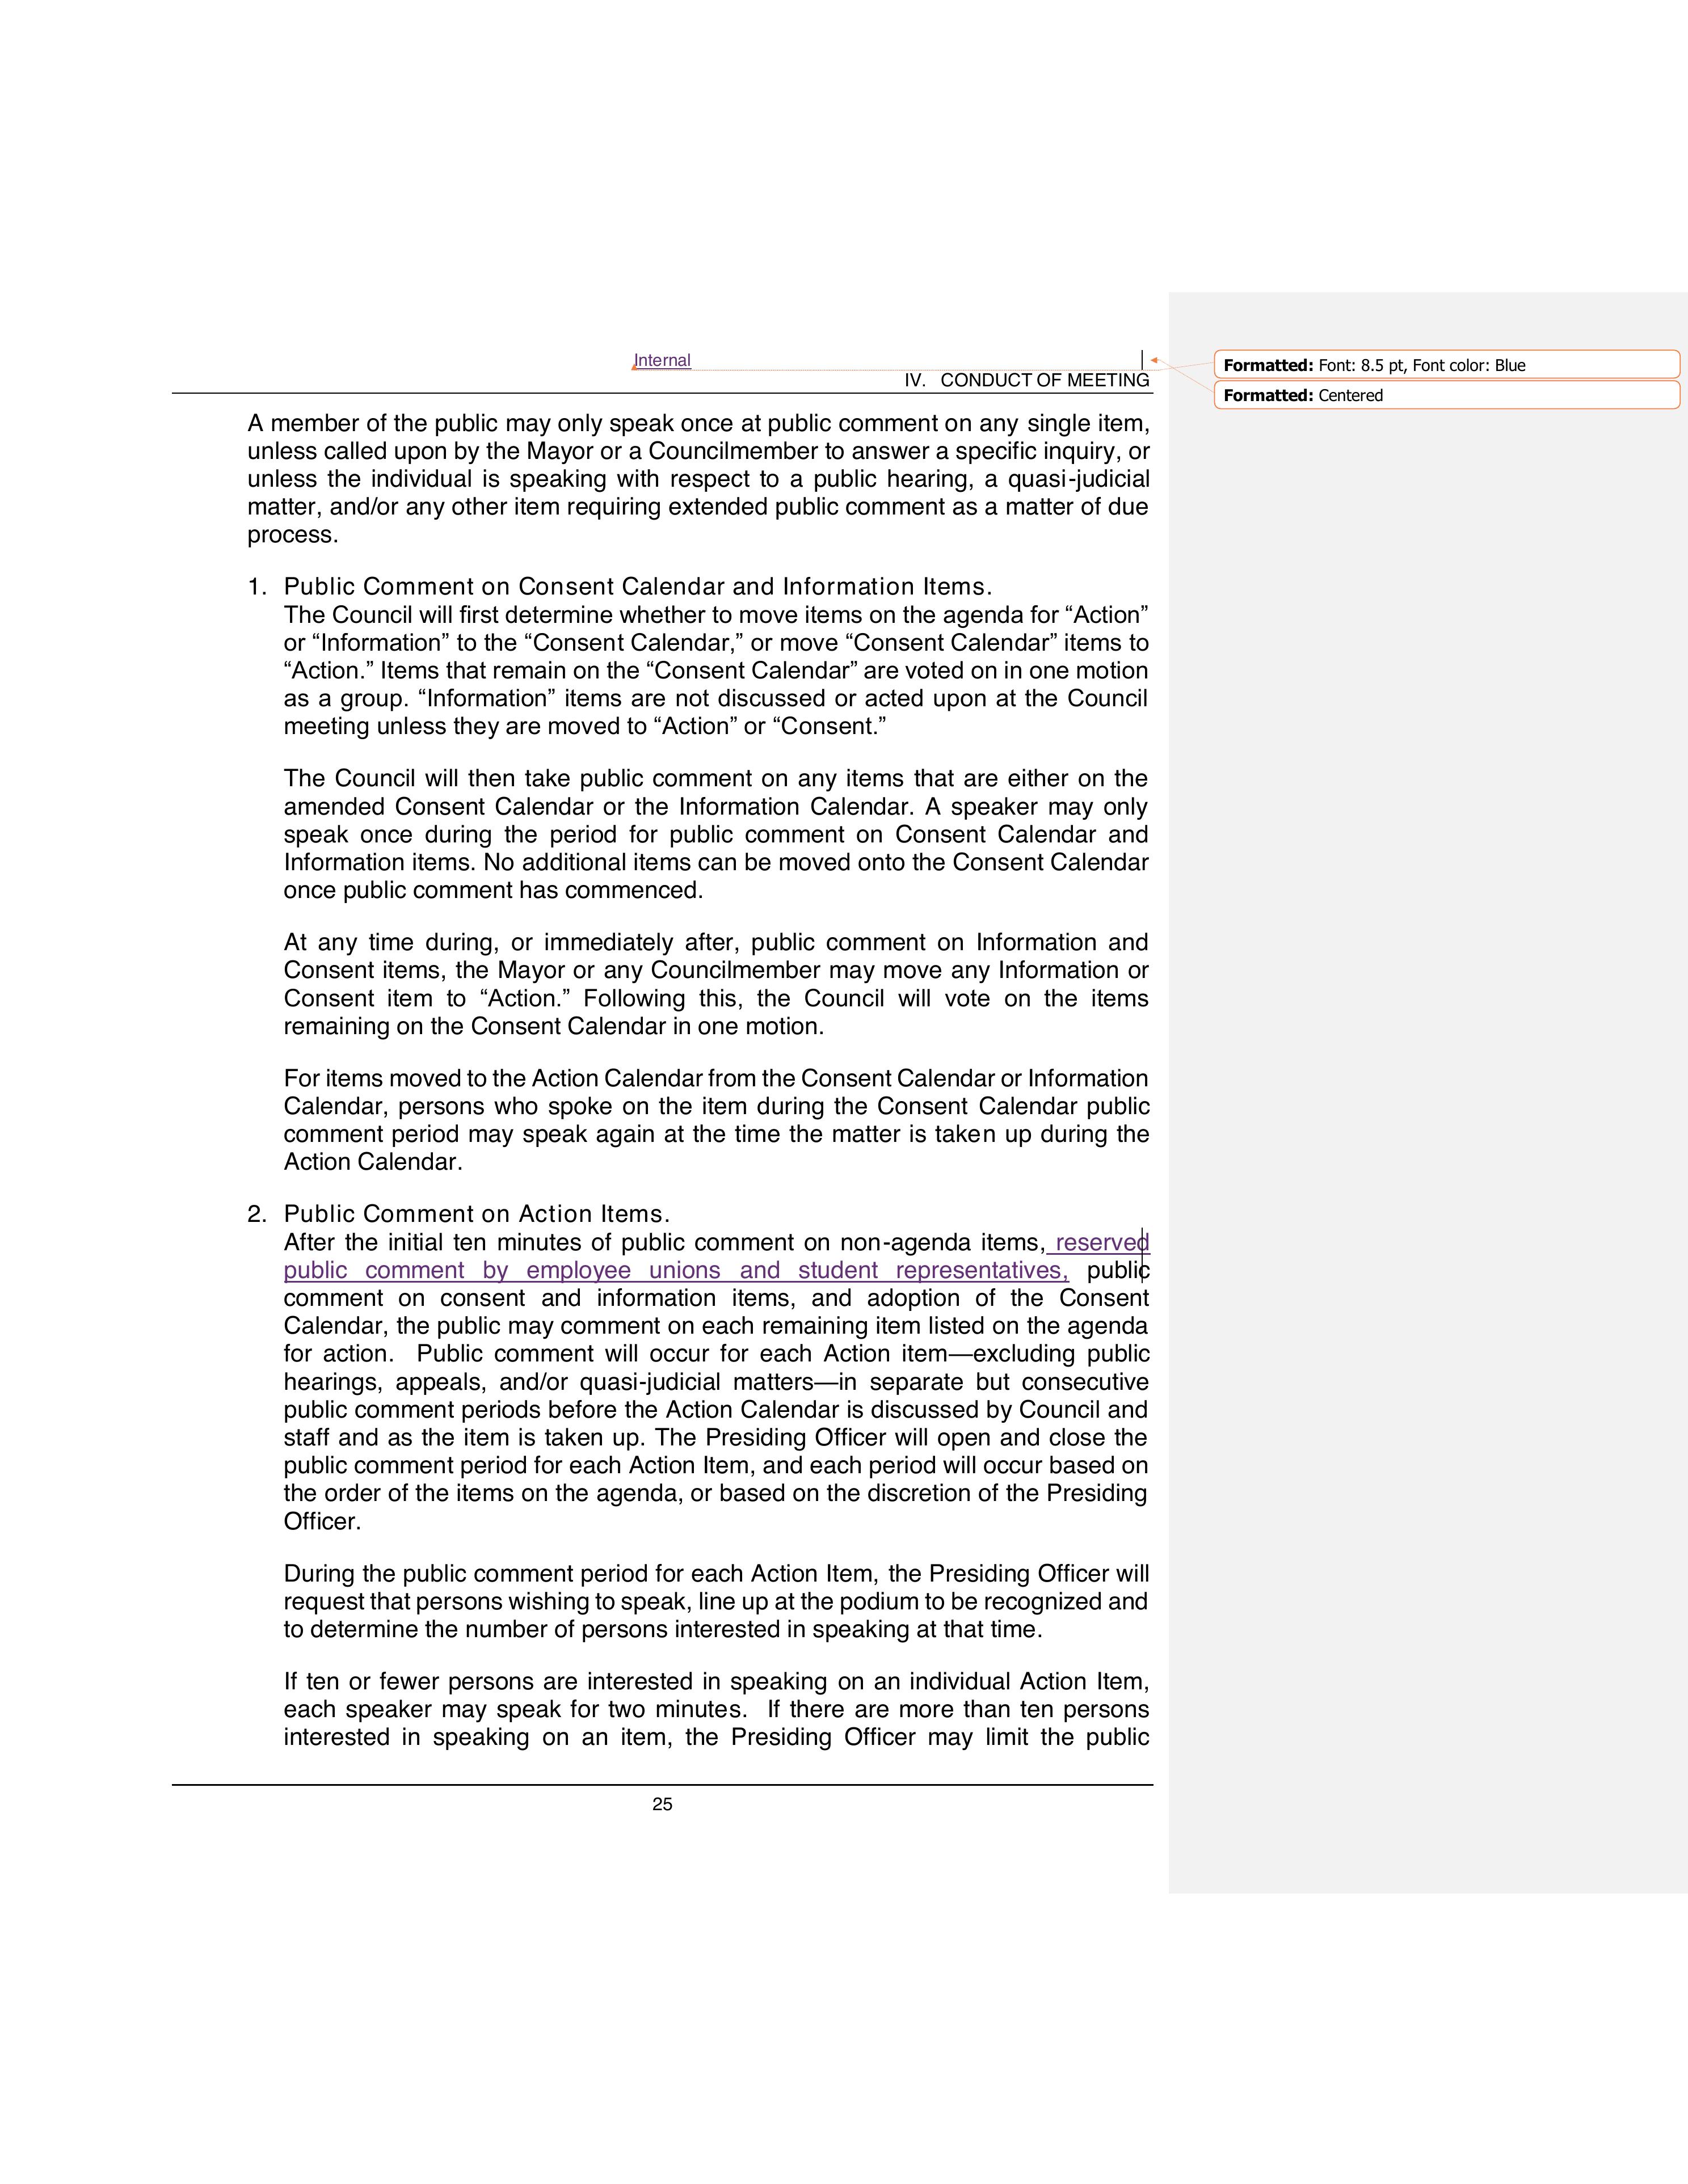 Internal
IV. CONDUCT OF MEETING
Formatted: Font: 8.5 pt, Font color: Blue
Formatted: Centered
A member of the public may only speak once at public comment on any single item,
unless called upon by the Mayor or a Councilmember to answer a specific inquiry, or
unless the individual is speaking with respect to a public hearing, a quasi-judicial
matter, and/or any other item requiring extended public comment as a matter of due
process.
1. Public Comment on Consent Calendar and Information Items.
The Council will first determine whether to move items on the agenda for “Action”
or “Information” to the “Consent Calendar,” or move “Consent Calendar” items to
“Action.” Items that remain on the “Consent Calendar” are voted on in one motion
as a group. “Information” items are not discussed or acted upon at the Council
meeting unless they are moved to “Action” or “Consent.”
The Council will then take public comment on any items that are either on the
amended Consent Calendar or the Information Calendar. A speaker may only
speak once during the period for public comment on Consent Calendar and
Information items. No additional items can be moved onto the Consent Calendar
once public comment has commenced.
At any time during, or immediately after, public comment on Information and
Consent items, the Mayor or any Councilmember may move any Information or
Consent item to “Action.” Following this, the Council will vote on the items
remaining on the Consent Calendar in one motion.
For items moved to the Action Calendar from the Consent Calendar or Information
Calendar, persons who spoke on the item during the Consent Calendar public
comment period may speak again at the time the matter is taken up during the
Action Calendar.
2. Public Comment on Action Items.
After the initial ten minutes of public comment on non-agenda items, reserved
public comment by employee unions and student representatives, public
comment on consent and information items, and adoption of the Consent
Calendar, the public may comment on each remaining item listed on the agenda
for action. Public comment will occur for each Action item—excluding public
hearings, appeals, and/or quasi-judicial matters—in separate but consecutive
public comment periods before the Action Calendar is discussed by Council and
staff and as the item is taken up. The Presiding Officer will open and close the
public comment period for each Action Item, and each period will occur based on
the order of the items on the agenda, or based on the discretion of the Presiding
Officer.
During the public comment period for each Action Item, the Presiding Officer will
request that persons wishing to speak, line up at the podium to be recognized and
to determine the number of persons interested in speaking at that time.
If ten or fewer persons are interested in speaking on an individual Action Item,
each speaker may speak for two minutes. If there are more than ten persons
interested in speaking on an item, the Presiding Officer may limit the public
25